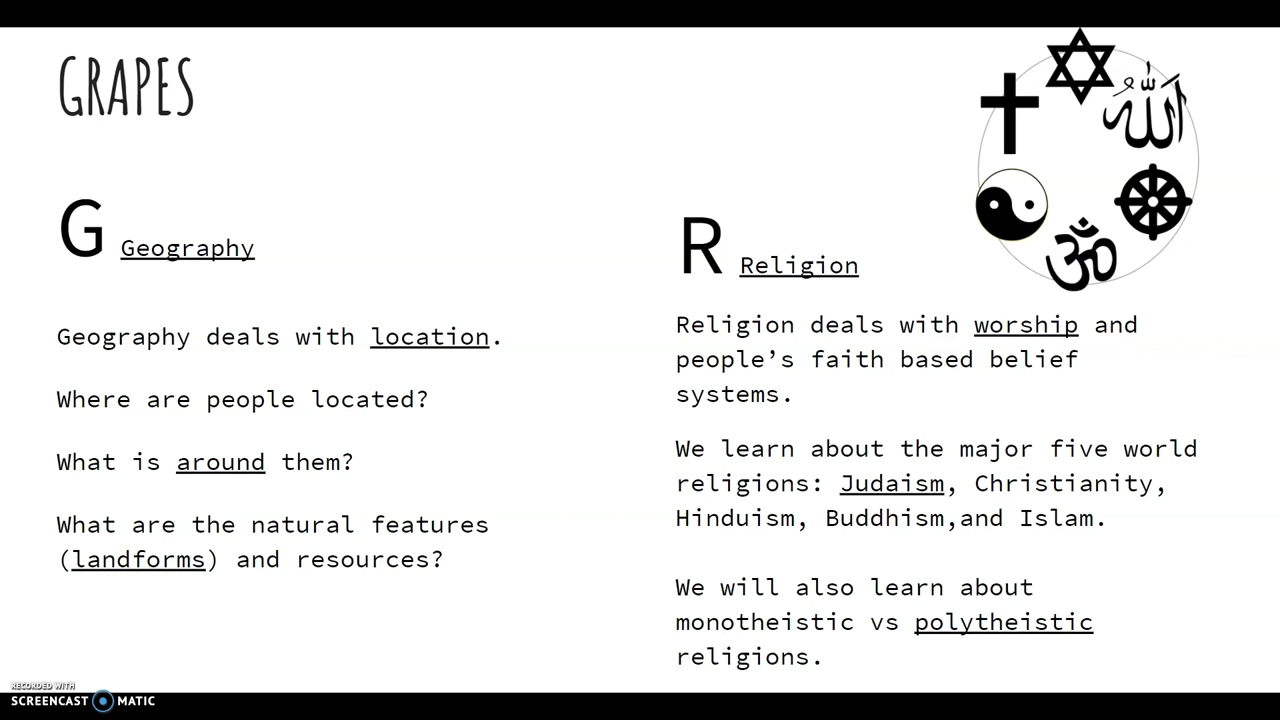 GRAPES
G Geography
Geography deals with location.
Where are people located?
What is around them?
What are the natural features
(landforms) and resources?
الله
R Religion
Religion deals with worship and
people’s faith based belief
systems.
We learn about the major five world
religions: Judaism, Christianity,
Hinduism, Buddhism,and Islam.
We will also learn about
monotheistic vs polytheistic
religions.
ॐ
RECORDED WITH
SCREENCAST MATIC